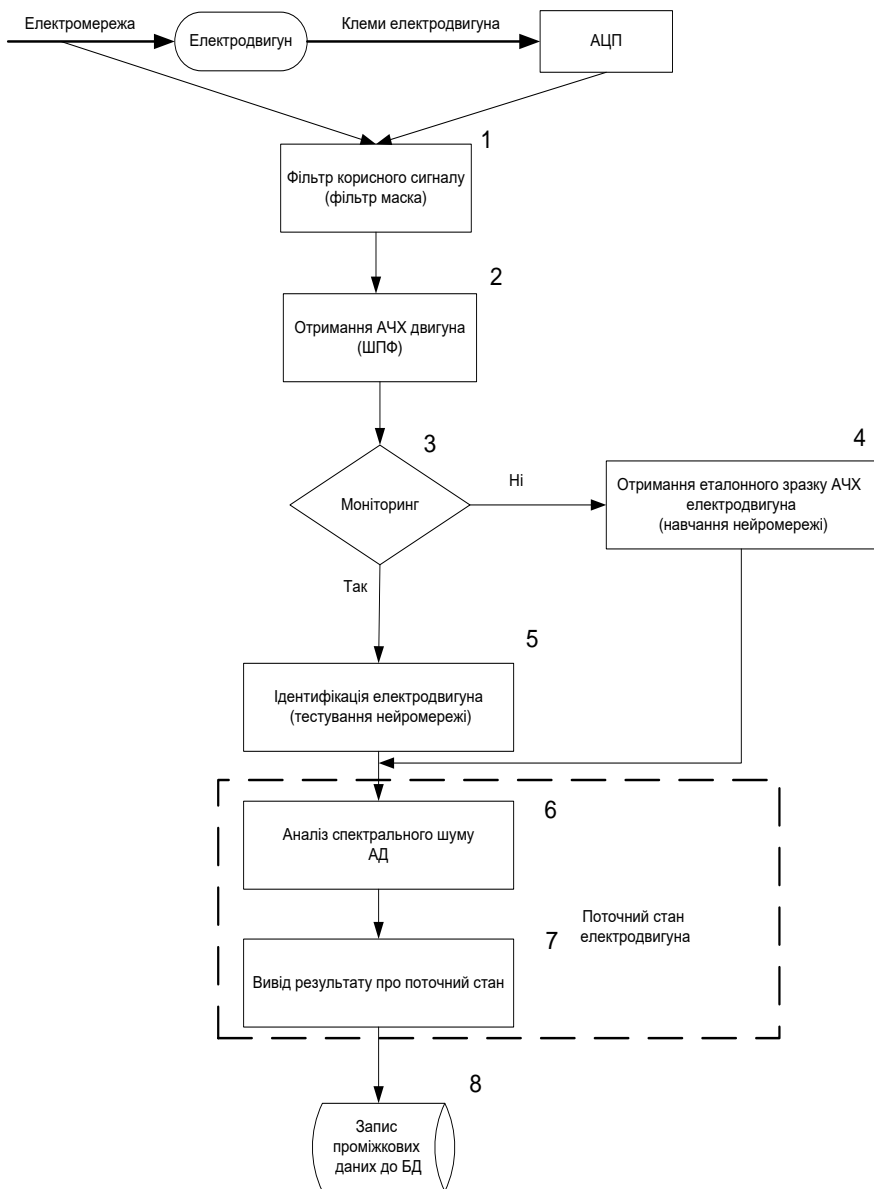 Електромережа
Електродвигун
Клеми електродвигуна
АЦП
1
Фільтр корисного сигналу
(фільтр маска)
2
Отримання АЧХ двигуна
(ШПФ)
3
Моніторинг
Ні
4
Отримання еталонного зразку АЧХ
електродвигуна
(навчання нейромережі)
Так
5
Ідентифікація електродвигуна
(тестування нейромережі)
6
Аналіз спектрального шуму
АД
7
Поточний стан
електродвигуна
Вивід результату про поточний стан
8
Запис
проміжкових
даних до БД